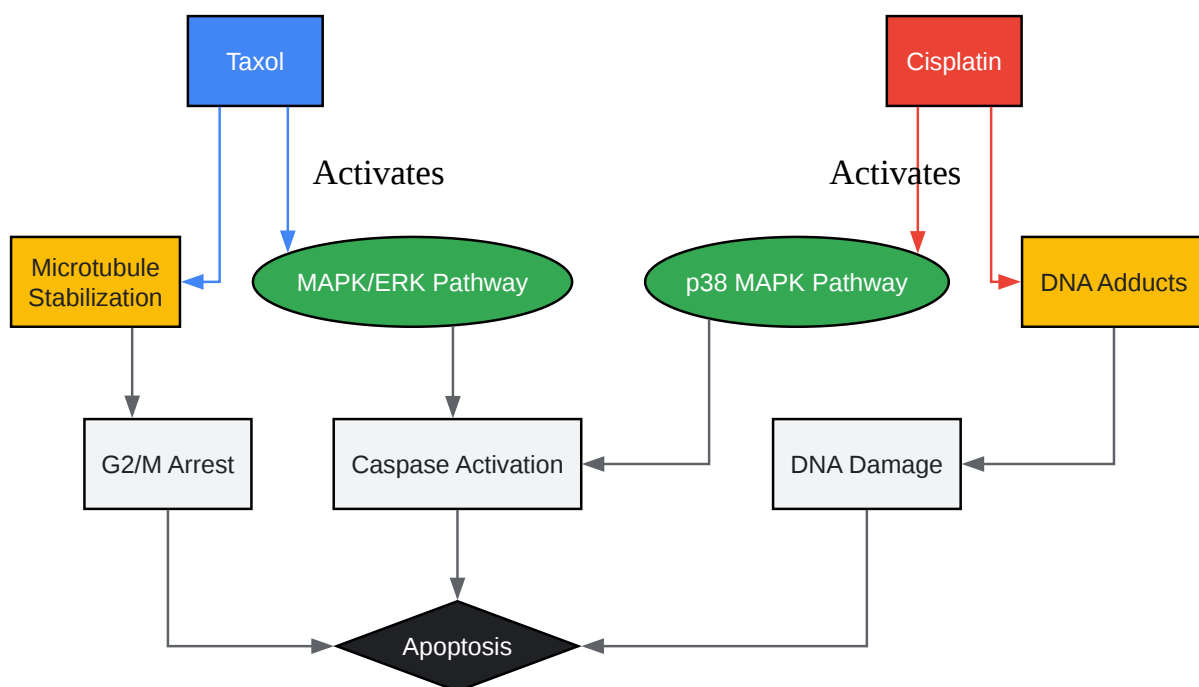 Taxol
Cisplatin
Activates
Activates
Microtubule
Stabilization
MAPK/ERK Pathway
p38 MAPK Pathway
DNA Adducts
G2/M Arrest
Caspase Activation
DNA Damage
Apoptosis